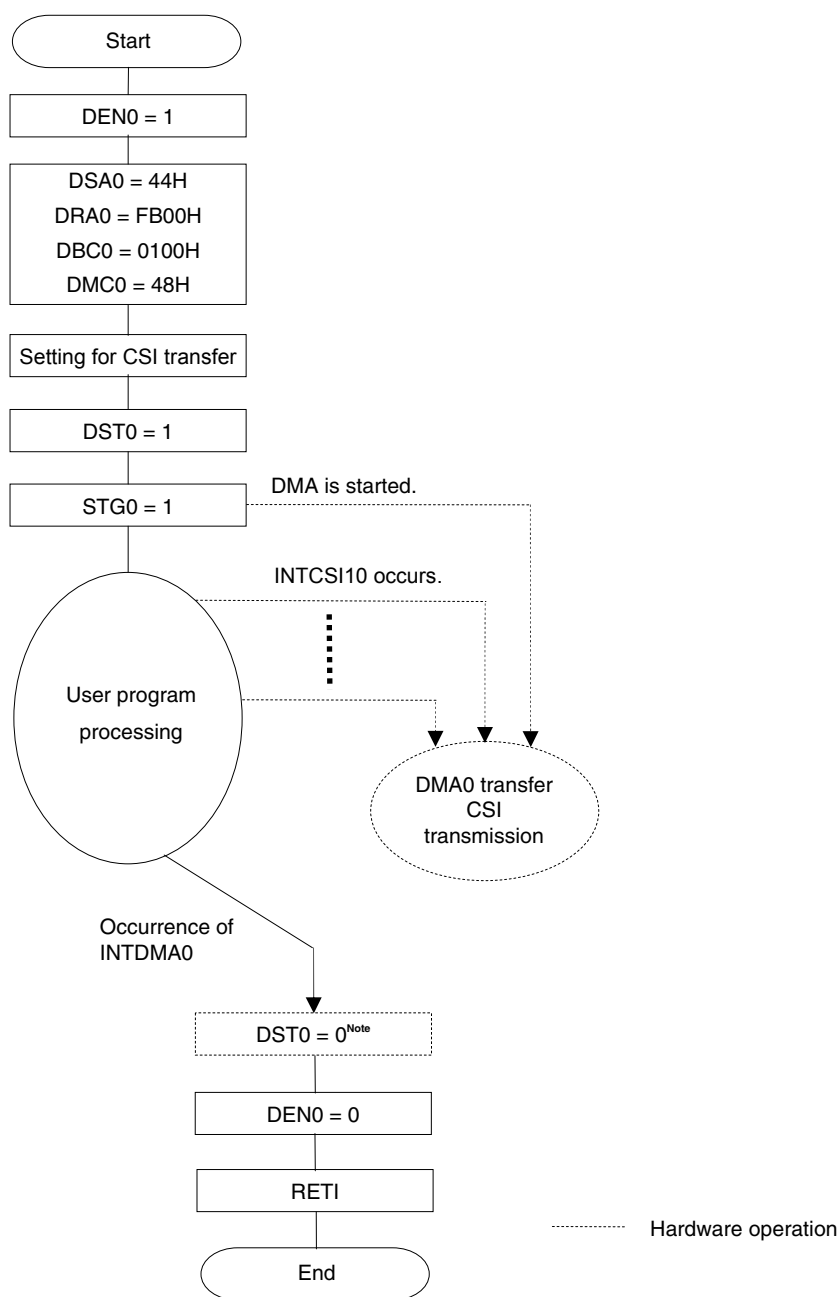 Start
DEN0 = 1
DSA0 = 44H
DRA0 = FB00H
DBC0 = 0100H
DMC0 = 48H
Setting for CSI transfer
DST0 = 1
STG0 = 1
DMA is started.
INTCSI10 occurs.
User program
processing
DMA0 transfer
CSI
transmission
Occurrence of
INTDMA0
DST0 = 0Note
DEN0 = 0
RETI
Hardware operation
End